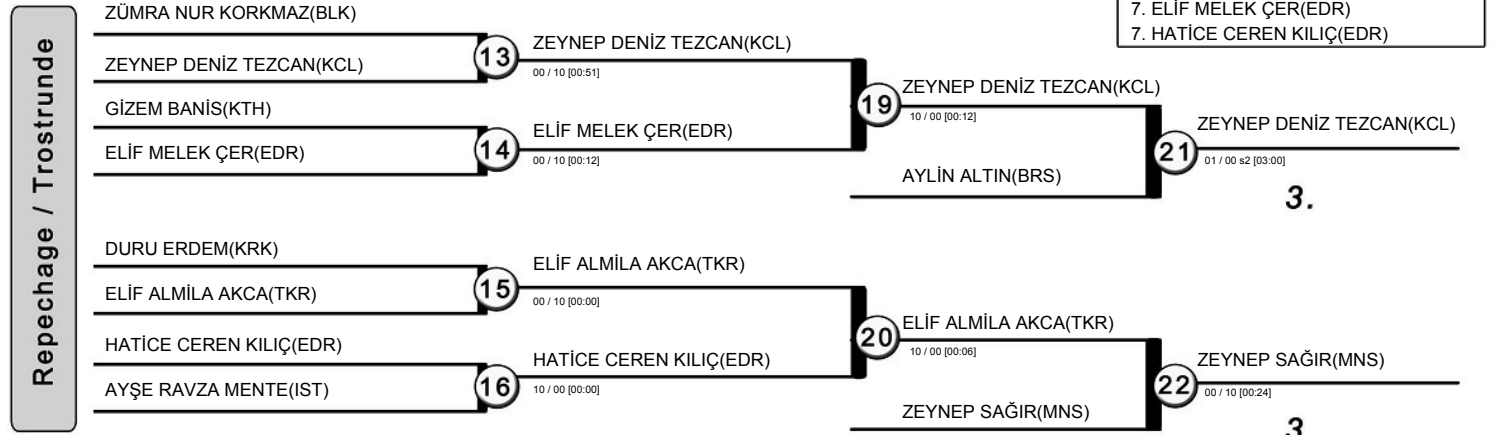 Repechage / Trostrunde
7. ELİF MELEK ÇER(EDR)
7. HATİCE CEREN KILIÇ(EDR)
ZÜMRA NUR KORKMAZ(BLK)
ZEYNEP DENİZ TEZCAN(KCL)
13
ZEYNEP DENİZ TEZCAN(KCL)
00 / 10 [00:51]
GİZEM BANİS(KTH)
ELİF MELEK ÇER(EDR)
14
ELİF MELEK ÇER(EDR)
00 / 10 [00:12]
19
ZEYNEP DENİZ TEZCAN(KCL)
10 / 00 [00:12]
AYLİN ALTIN(BRS)
21
ZEYNEP DENİZ TEZCAN(KCL)
01 / 00 s2 [03:00]
3.
DURU ERDEM(KRK)
ELİF ALMİLA AKCA(TKR)
15
ELİF ALMİLA AKCA(TKR)
00 / 10 [00:00]
HATİCE CEREN KILIÇ(EDR)
AYŞE RAVZA MENTE(IST)
16
HATİCE CEREN KILIÇ(EDR)
10 / 00 [00:00]
20
ELİF ALMİLA AKCA(TKR)
10 / 00 [00:06]
ZEYNEP SAĞIR(MNS)
22
ZEYNEP SAĞIR(MNS)
00 / 10 [00:24]
3